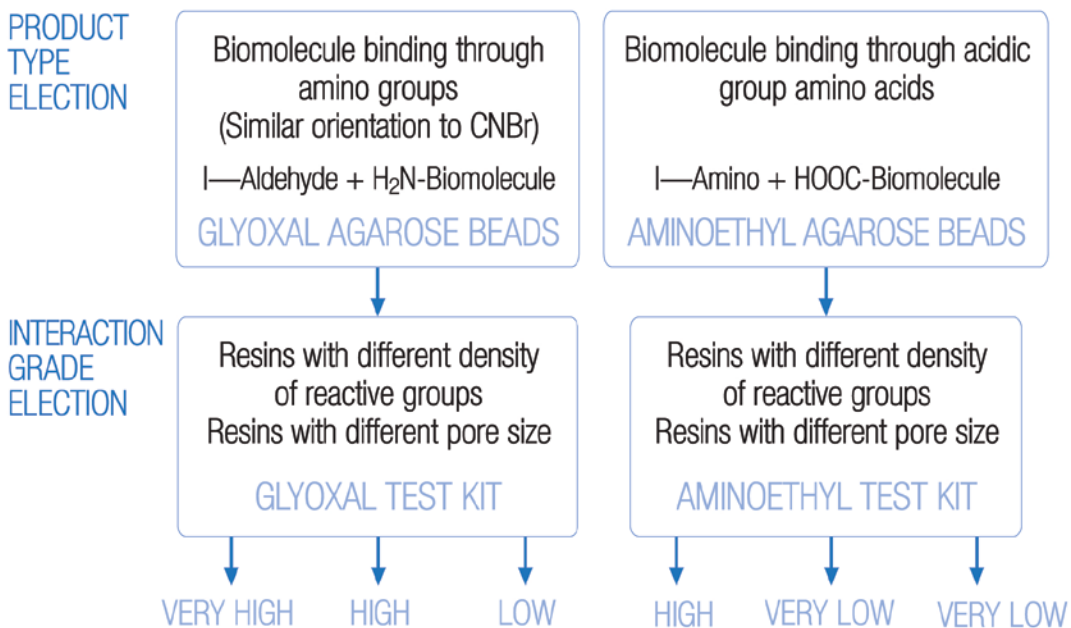 PRODUCT
TYPE
ELECTION
Biomolecule binding through
amino groups
(Similar orientation to CNBr)
I—Aldehyde + H₂N-Biomolecule
GLYOXAL AGAROSE BEADS
Biomolecule binding through acidic
group amino acids
I—Amino + HOOC-Biomolecule
AMINOETHYL AGAROSE BEADS
INTERACTION
GRADE
ELECTION
Resins with different density
of reactive groups
Resins with different pore size
GLYOXAL TEST KIT
Resins with different density
of reactive groups
Resins with different pore size
AMINOETHYL TEST KIT
VERY HIGH
HIGH
LOW
HIGH
VERY LOW
VERY LOW